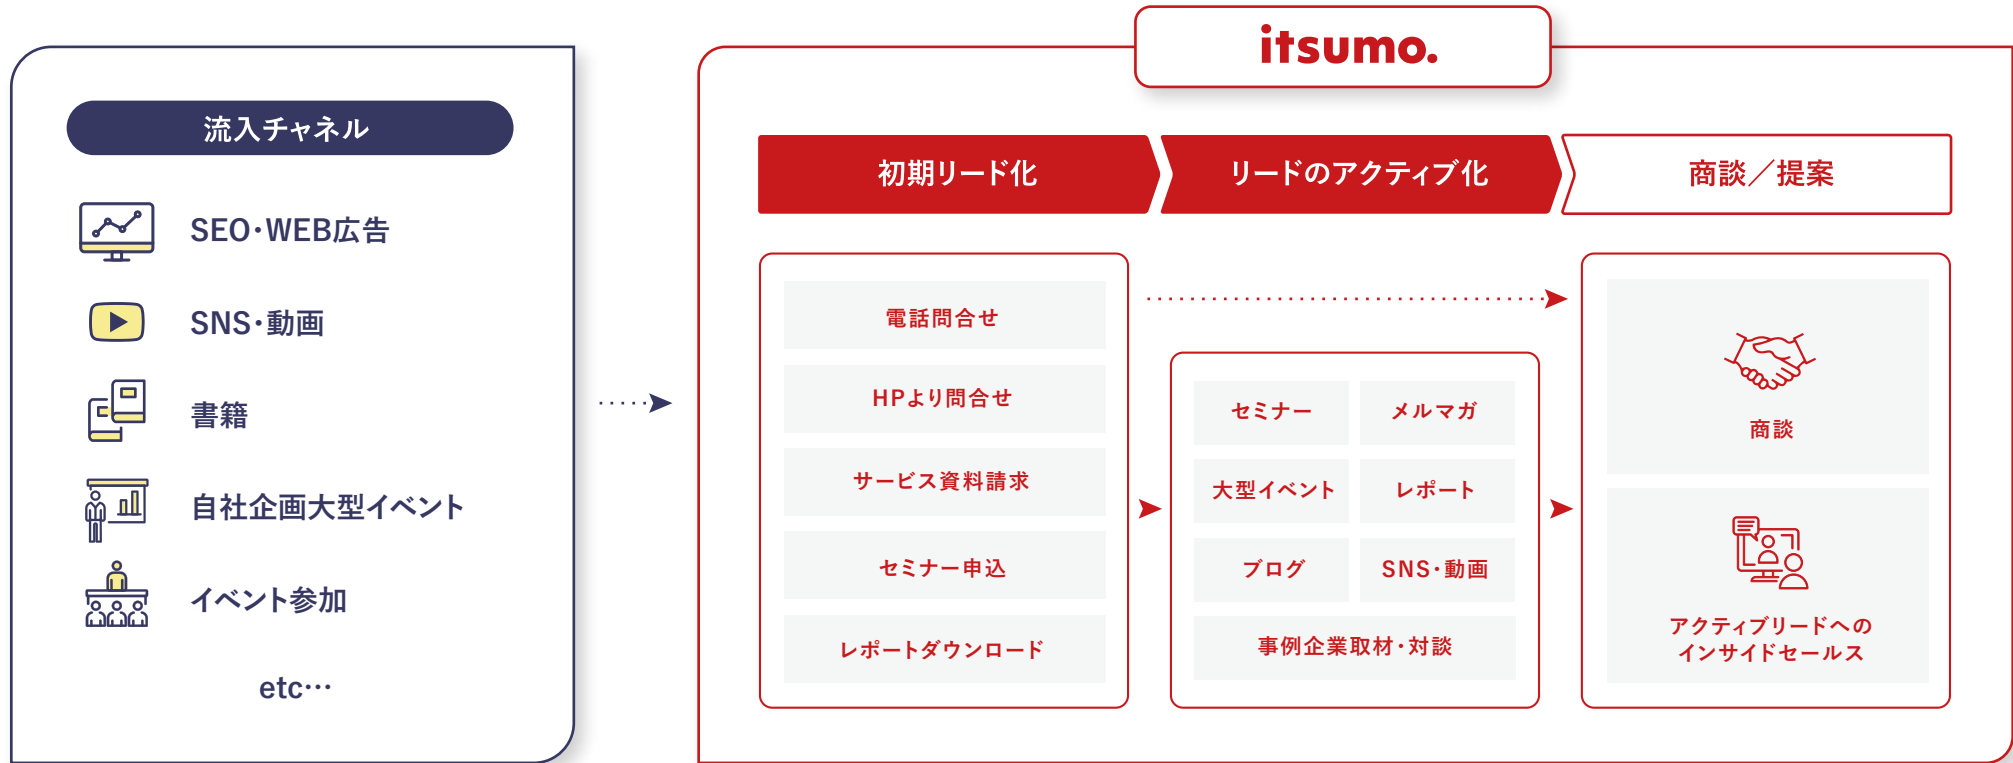 流入チャネル
SEO・WEB広告
SNS・動画
書籍
自社企画大型イベント
イベント参加
etc…
itsumo.
初期リード化
リードのアクティブ化
商談／提案
電話問合せ
HPより問合せ
サービス資料請求
セミナー申込
レポートダウンロード
セミナー
メルマガ
大型イベント
レポート
ブログ
SNS・動画
事例企業取材・対談
商談
アクティブリードへの
インサイドセールス